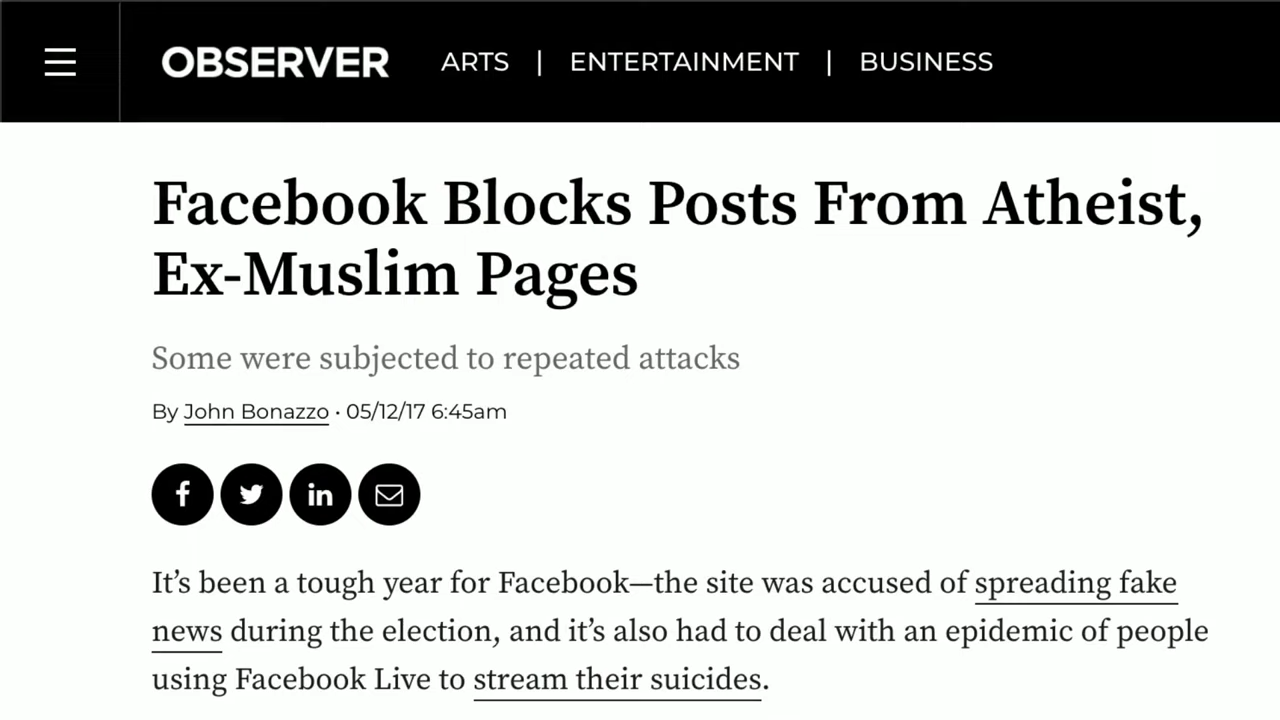 OBSERVER ARTS | ENTERTAINMENT | BUSINESS
Facebook Blocks Posts From Atheist,
Ex-Muslim Pages
Some were subjected to repeated attacks
By John Bonazzo · 05/12/17 6:45am
It’s been a tough year for Facebook—the site was accused of spreading fake
news during the election, and it’s also had to deal with an epidemic of people
using Facebook Live to stream their suicides.